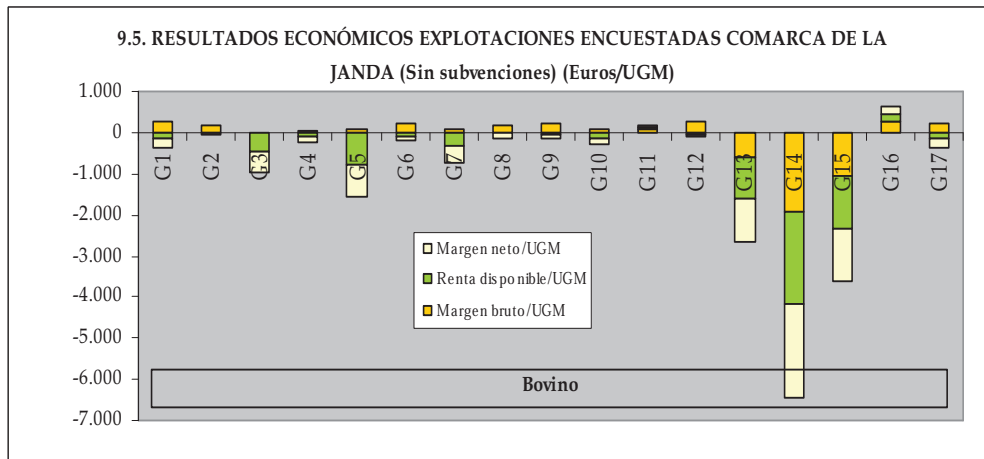 9.5. RESULTADOS ECONÓMICOS EXPLOTACIONES ENCUESTADAS COMARCA DE LA
JANDA (Sin subvenciones) (Euros/UGM)
1.000
0
-1.000
-2.000
-3.000
-4.000
-5.000
-6.000
-7.000
G1
G2
G3
G4
G5
G6
G7
G8
G9
G10
G11
G12
G13
G14
G15
G16
G17
Margen neto/UGM
Renta disponible/UGM
Margen bruto/UGM
Bovino